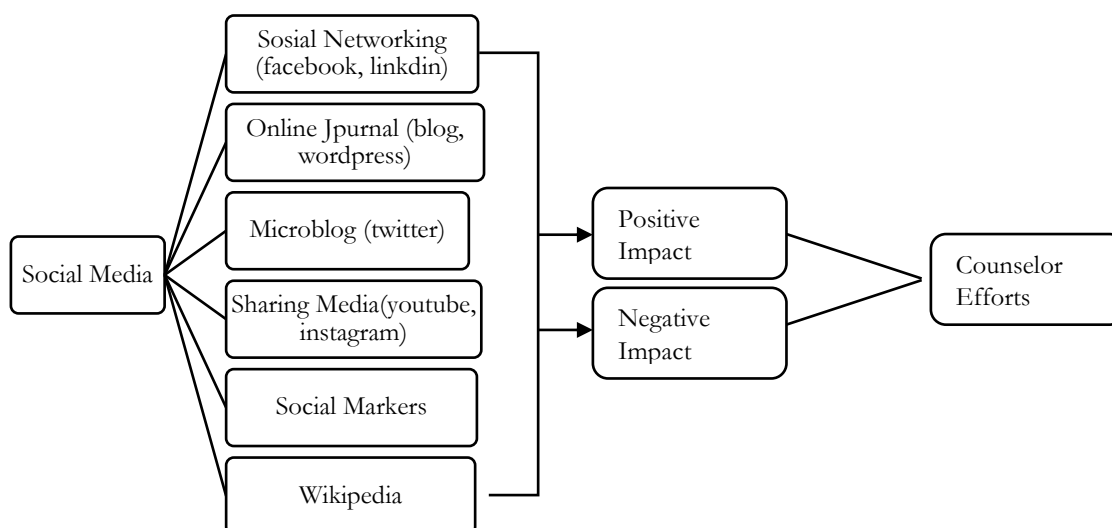 Sosial Networking
(facebook, linkdin)
Online Jpurnal (blog,
wordpress)
Microblog (twitter)
Social Media
Sharing Media(youtube,
instagram)
Social Markers
Wikipedia
Positive
Impact
Negative
Impact
Counselor
Efforts